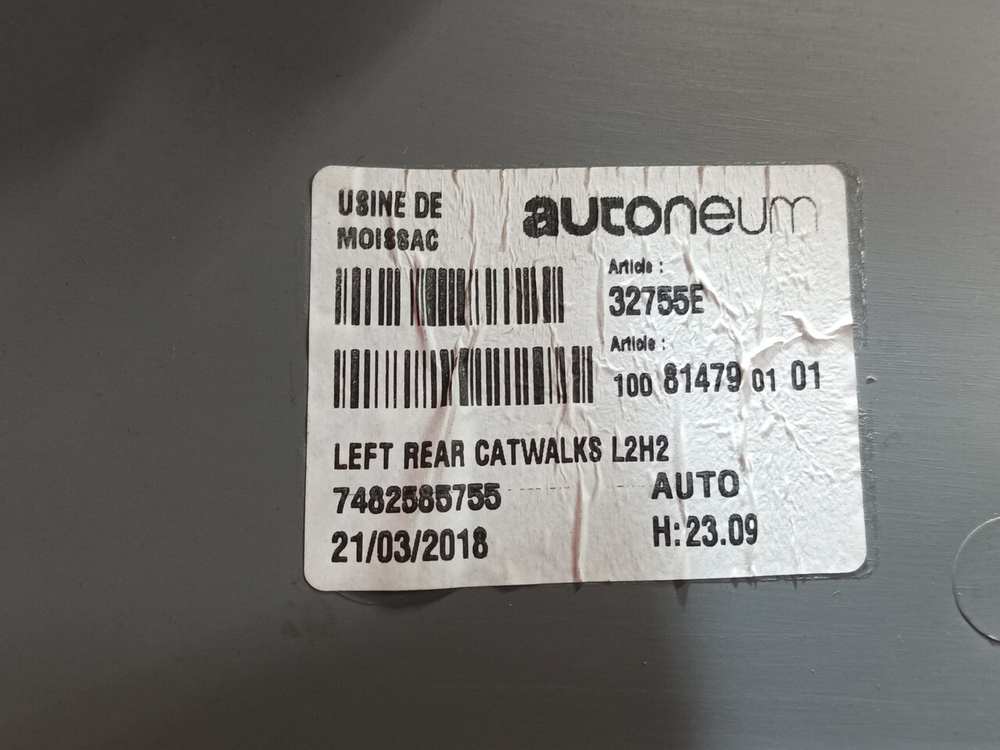 USINE DE
MOISSAC
autoneum
Article :
32755E
Article :
100 81479 01 01
LEFT REAR CATWALKS L2H2
7482585755
AUTO
21/03/2018
H:23.09